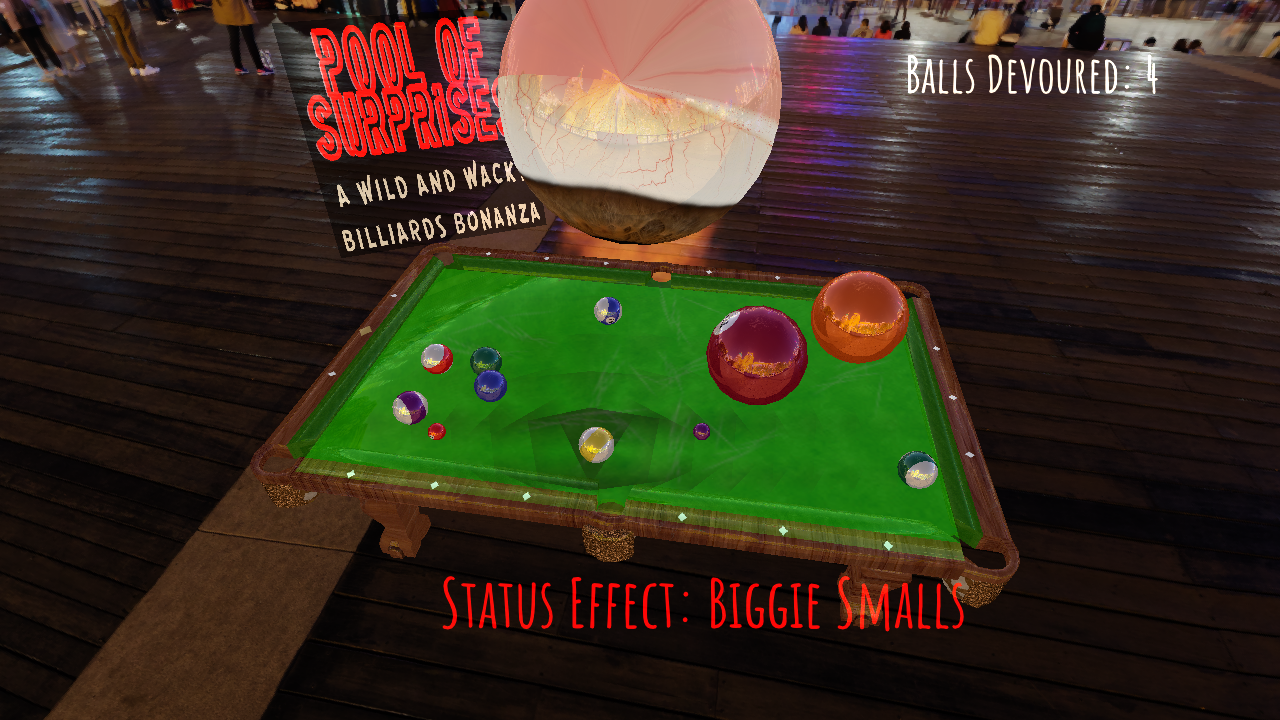 POOL OF
SURPRISES
A WILD AND WACKY
BILLIARDS BONANZA
BALLS DEVOURED: 4
STATUS EFFECT: BIGGIE SMALLS